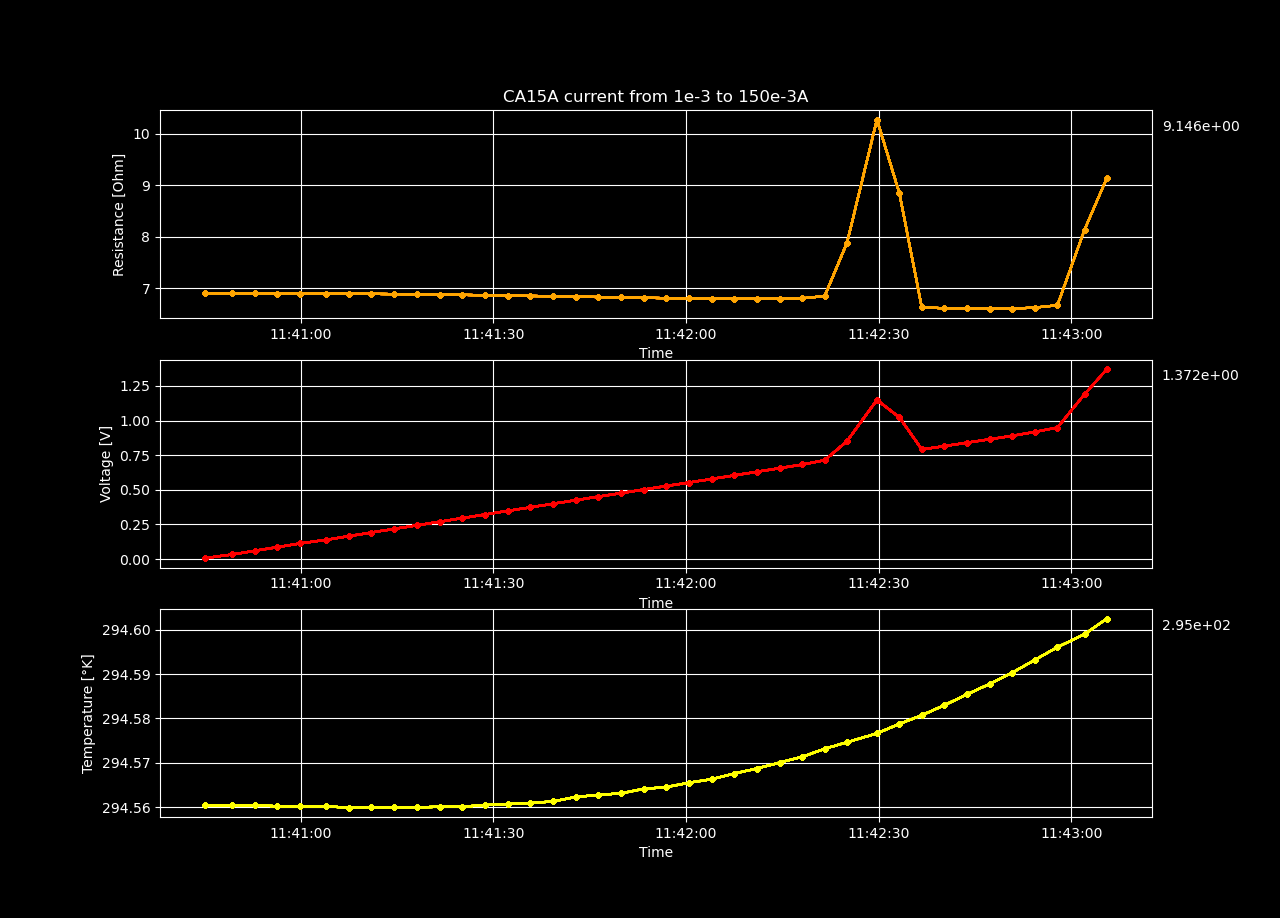 CA15A current from 1e-3 to 150e-3A
10
9
8
7
Resistance [Ohm]
9.146e+00
11:41:00 11:41:30 11:42:00 11:42:30 11:43:00
Time
1.25
1.00
0.75
0.50
0.25
0.00
Voltage [V]
1.372e+00
11:41:00 11:41:30 11:42:00 11:42:30 11:43:00
Time
294.60
294.59
294.58
294.57
294.56
Temperature [°K]
2.95e+02
11:41:00 11:41:30 11:42:00 11:42:30 11:43:00
Time